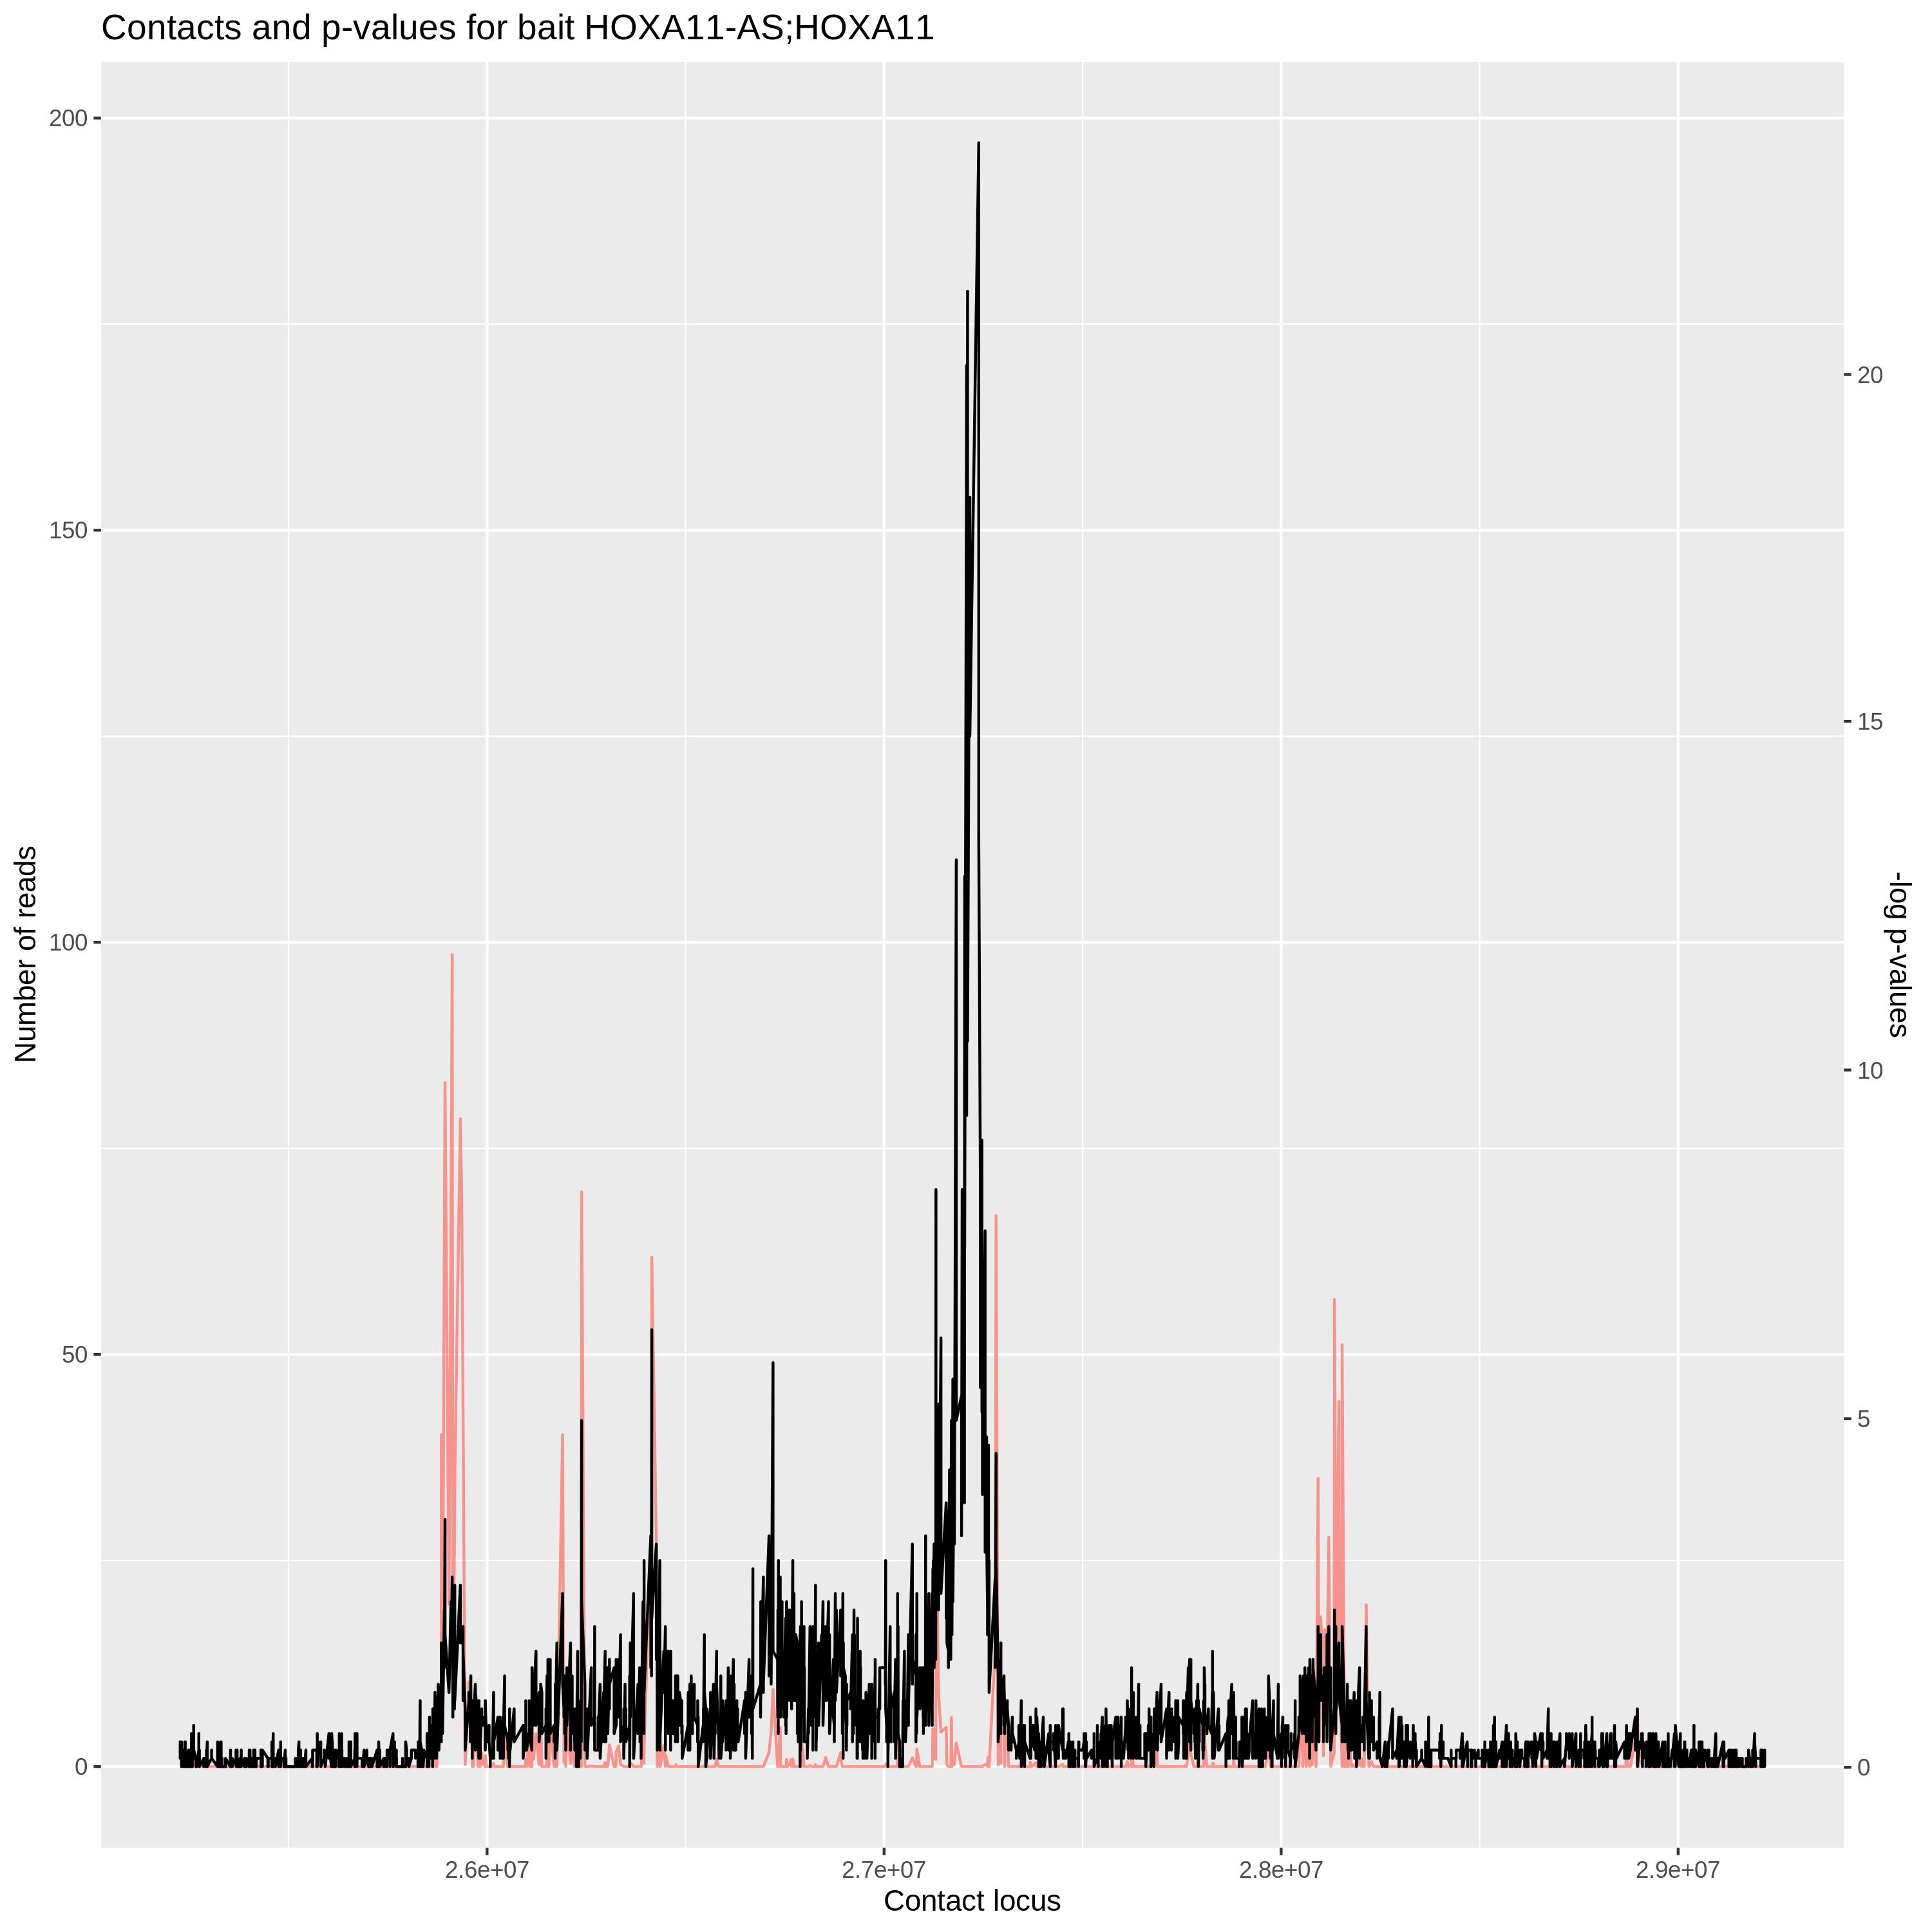 Contacts and p-values for bait HOXA11-AS;HOXA11
200
150
100
50
0
Number of reads
20
15
10
5
0
-log p-values
2.6e+07
2.7e+07
2.8e+07
2.9e+07
Contact locus